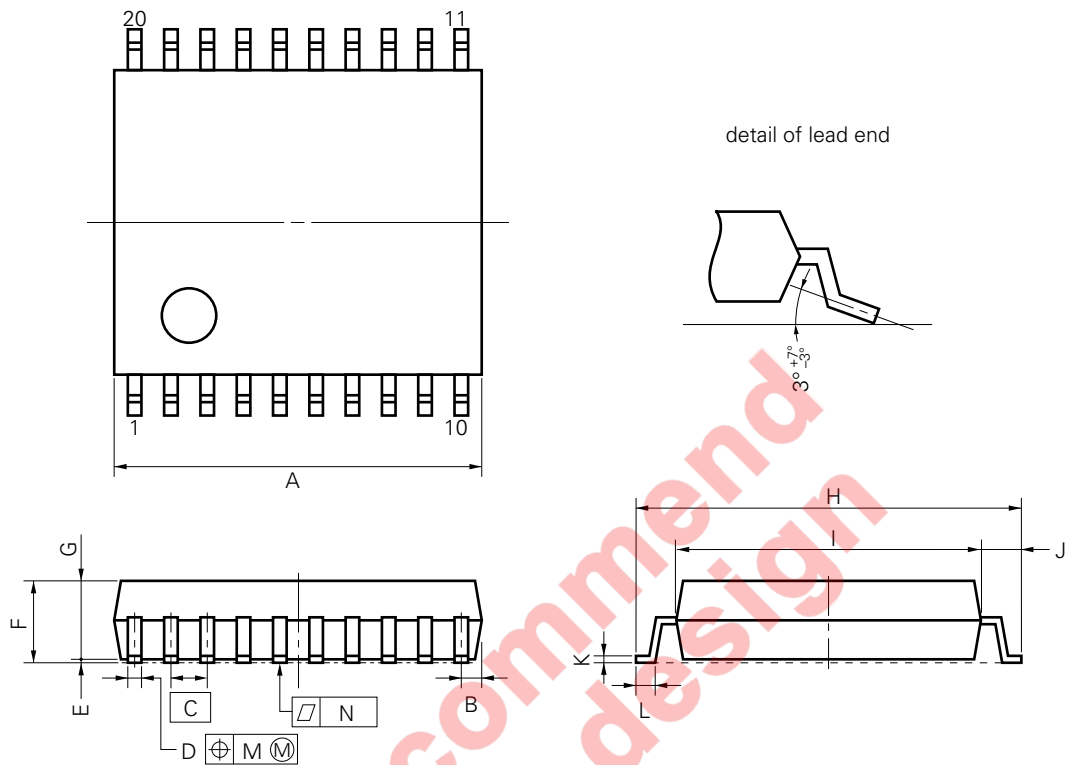 20
11
detail of lead end
3° +7° −3°
1
10
A
H
I
J
G
F
E
K
L
C
B
N
D
M Ⓜ
commend
design